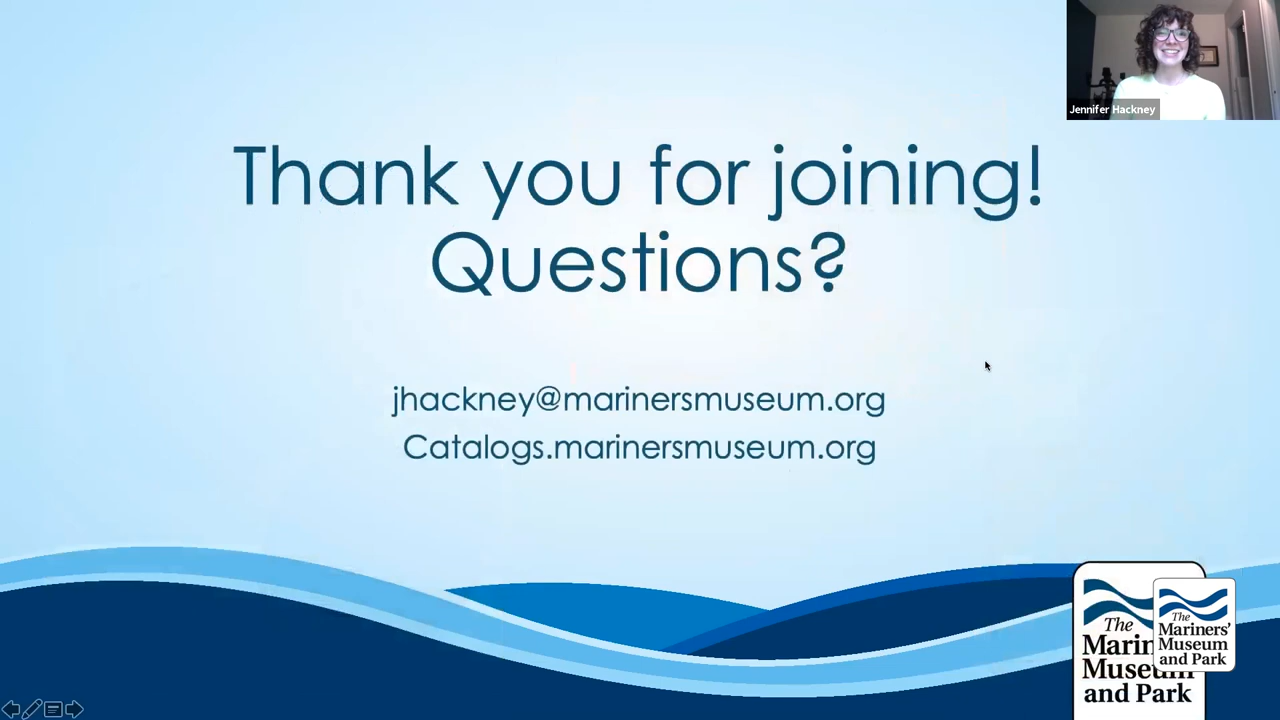 Jennifer Hackney
Thank you for joining!
Questions?
jhackney@marinersmuseum.org
Catalogs.marinersmuseum.org
The
Marin
Museum
and Park
The
Mariners'
Museum
and Park